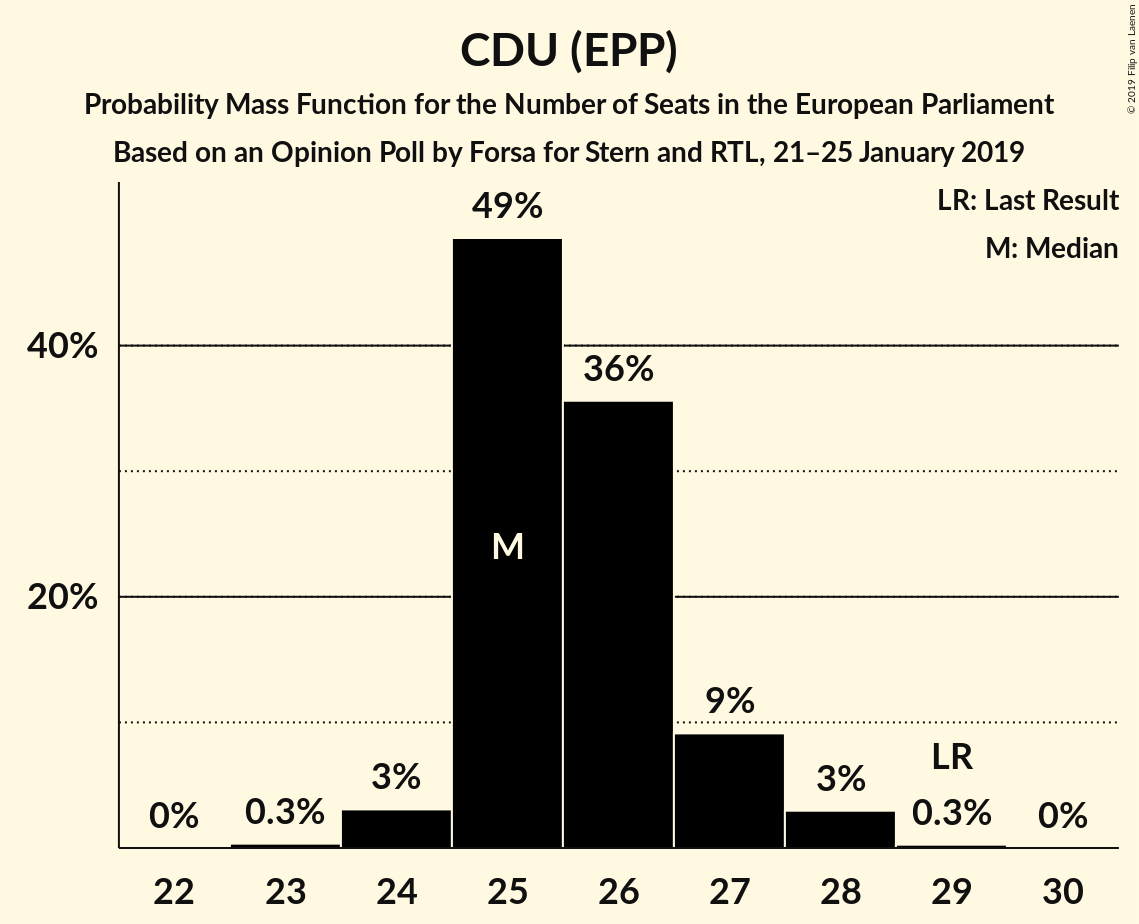 CDU (EPP)
Probability Mass Function for the Number of Seats in the European Parliament
Based on an Opinion Poll by Forsa for Stern and RTL, 21–25 January 2019
© 2019 Filip van Laenen
LR: Last Result
M: Median
49%
40%
36%
M
20%
9%
LR
3%
3%
0%
0.3%
0.3%
0%
22 23 24 25 26 27 28 29 30